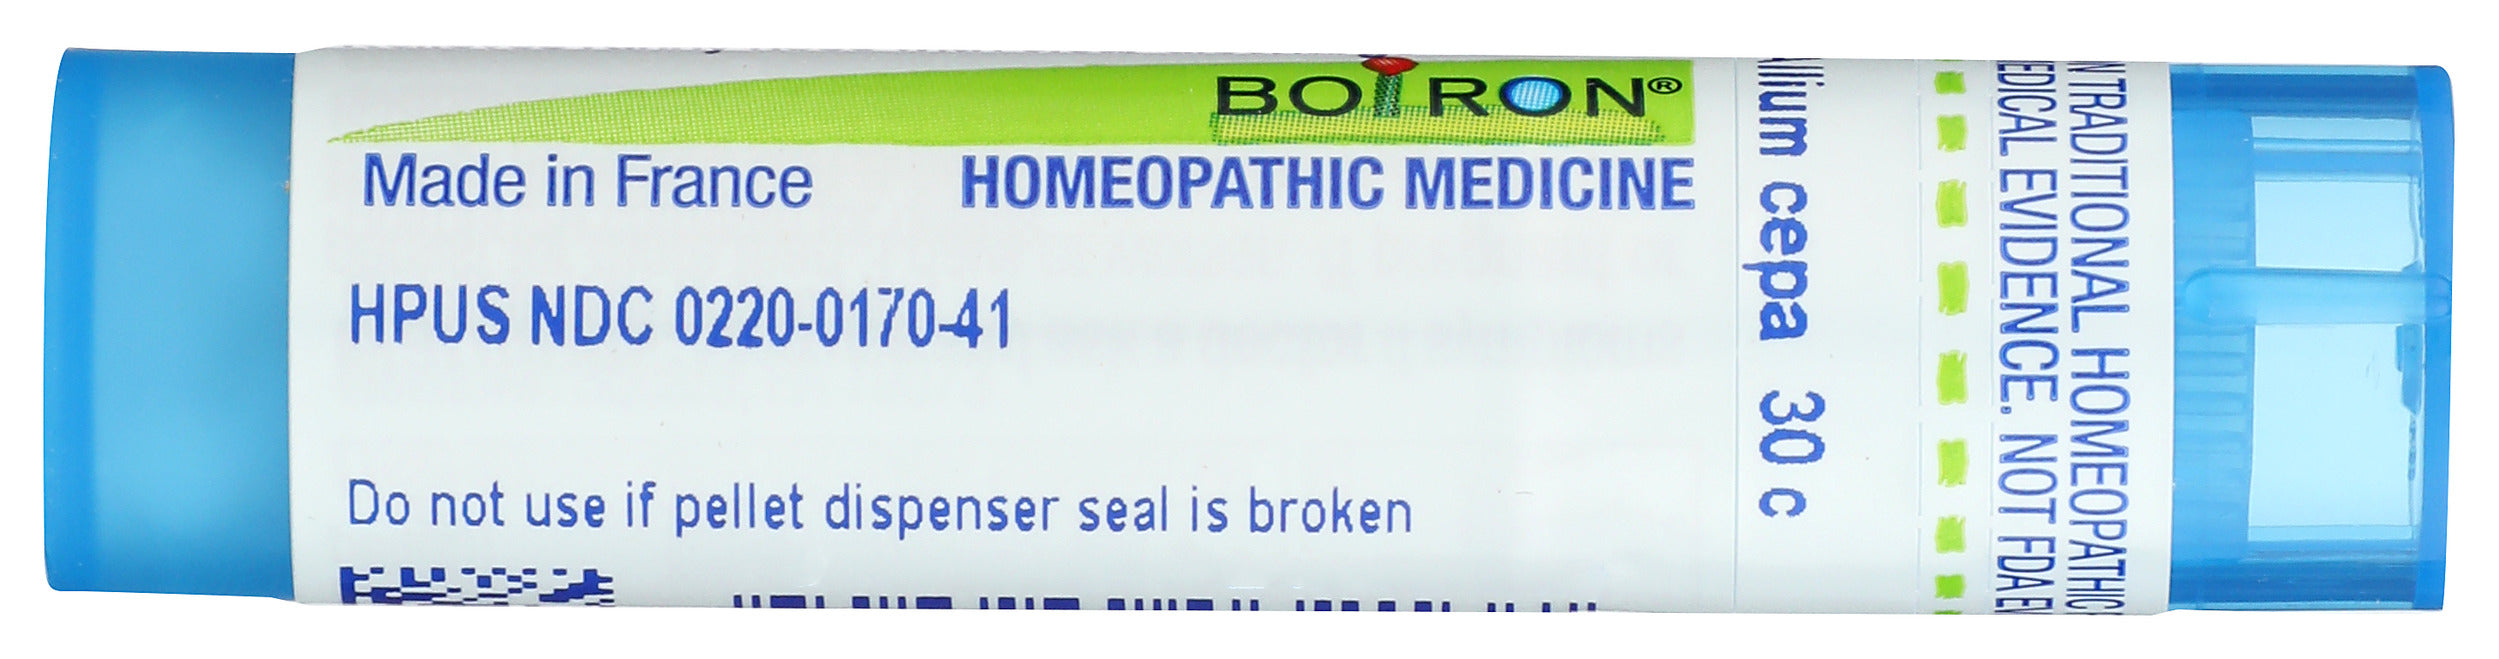 BOIRON®
Made in France
HOMEOPATHIC MEDICINE
HPUS NDC 0220-0170-41
Do not use if pellet dispenser seal is broken
cepa 30 c
TRADITIONAL HOMEOPATHIC
EVIDENCE. NOT FDA